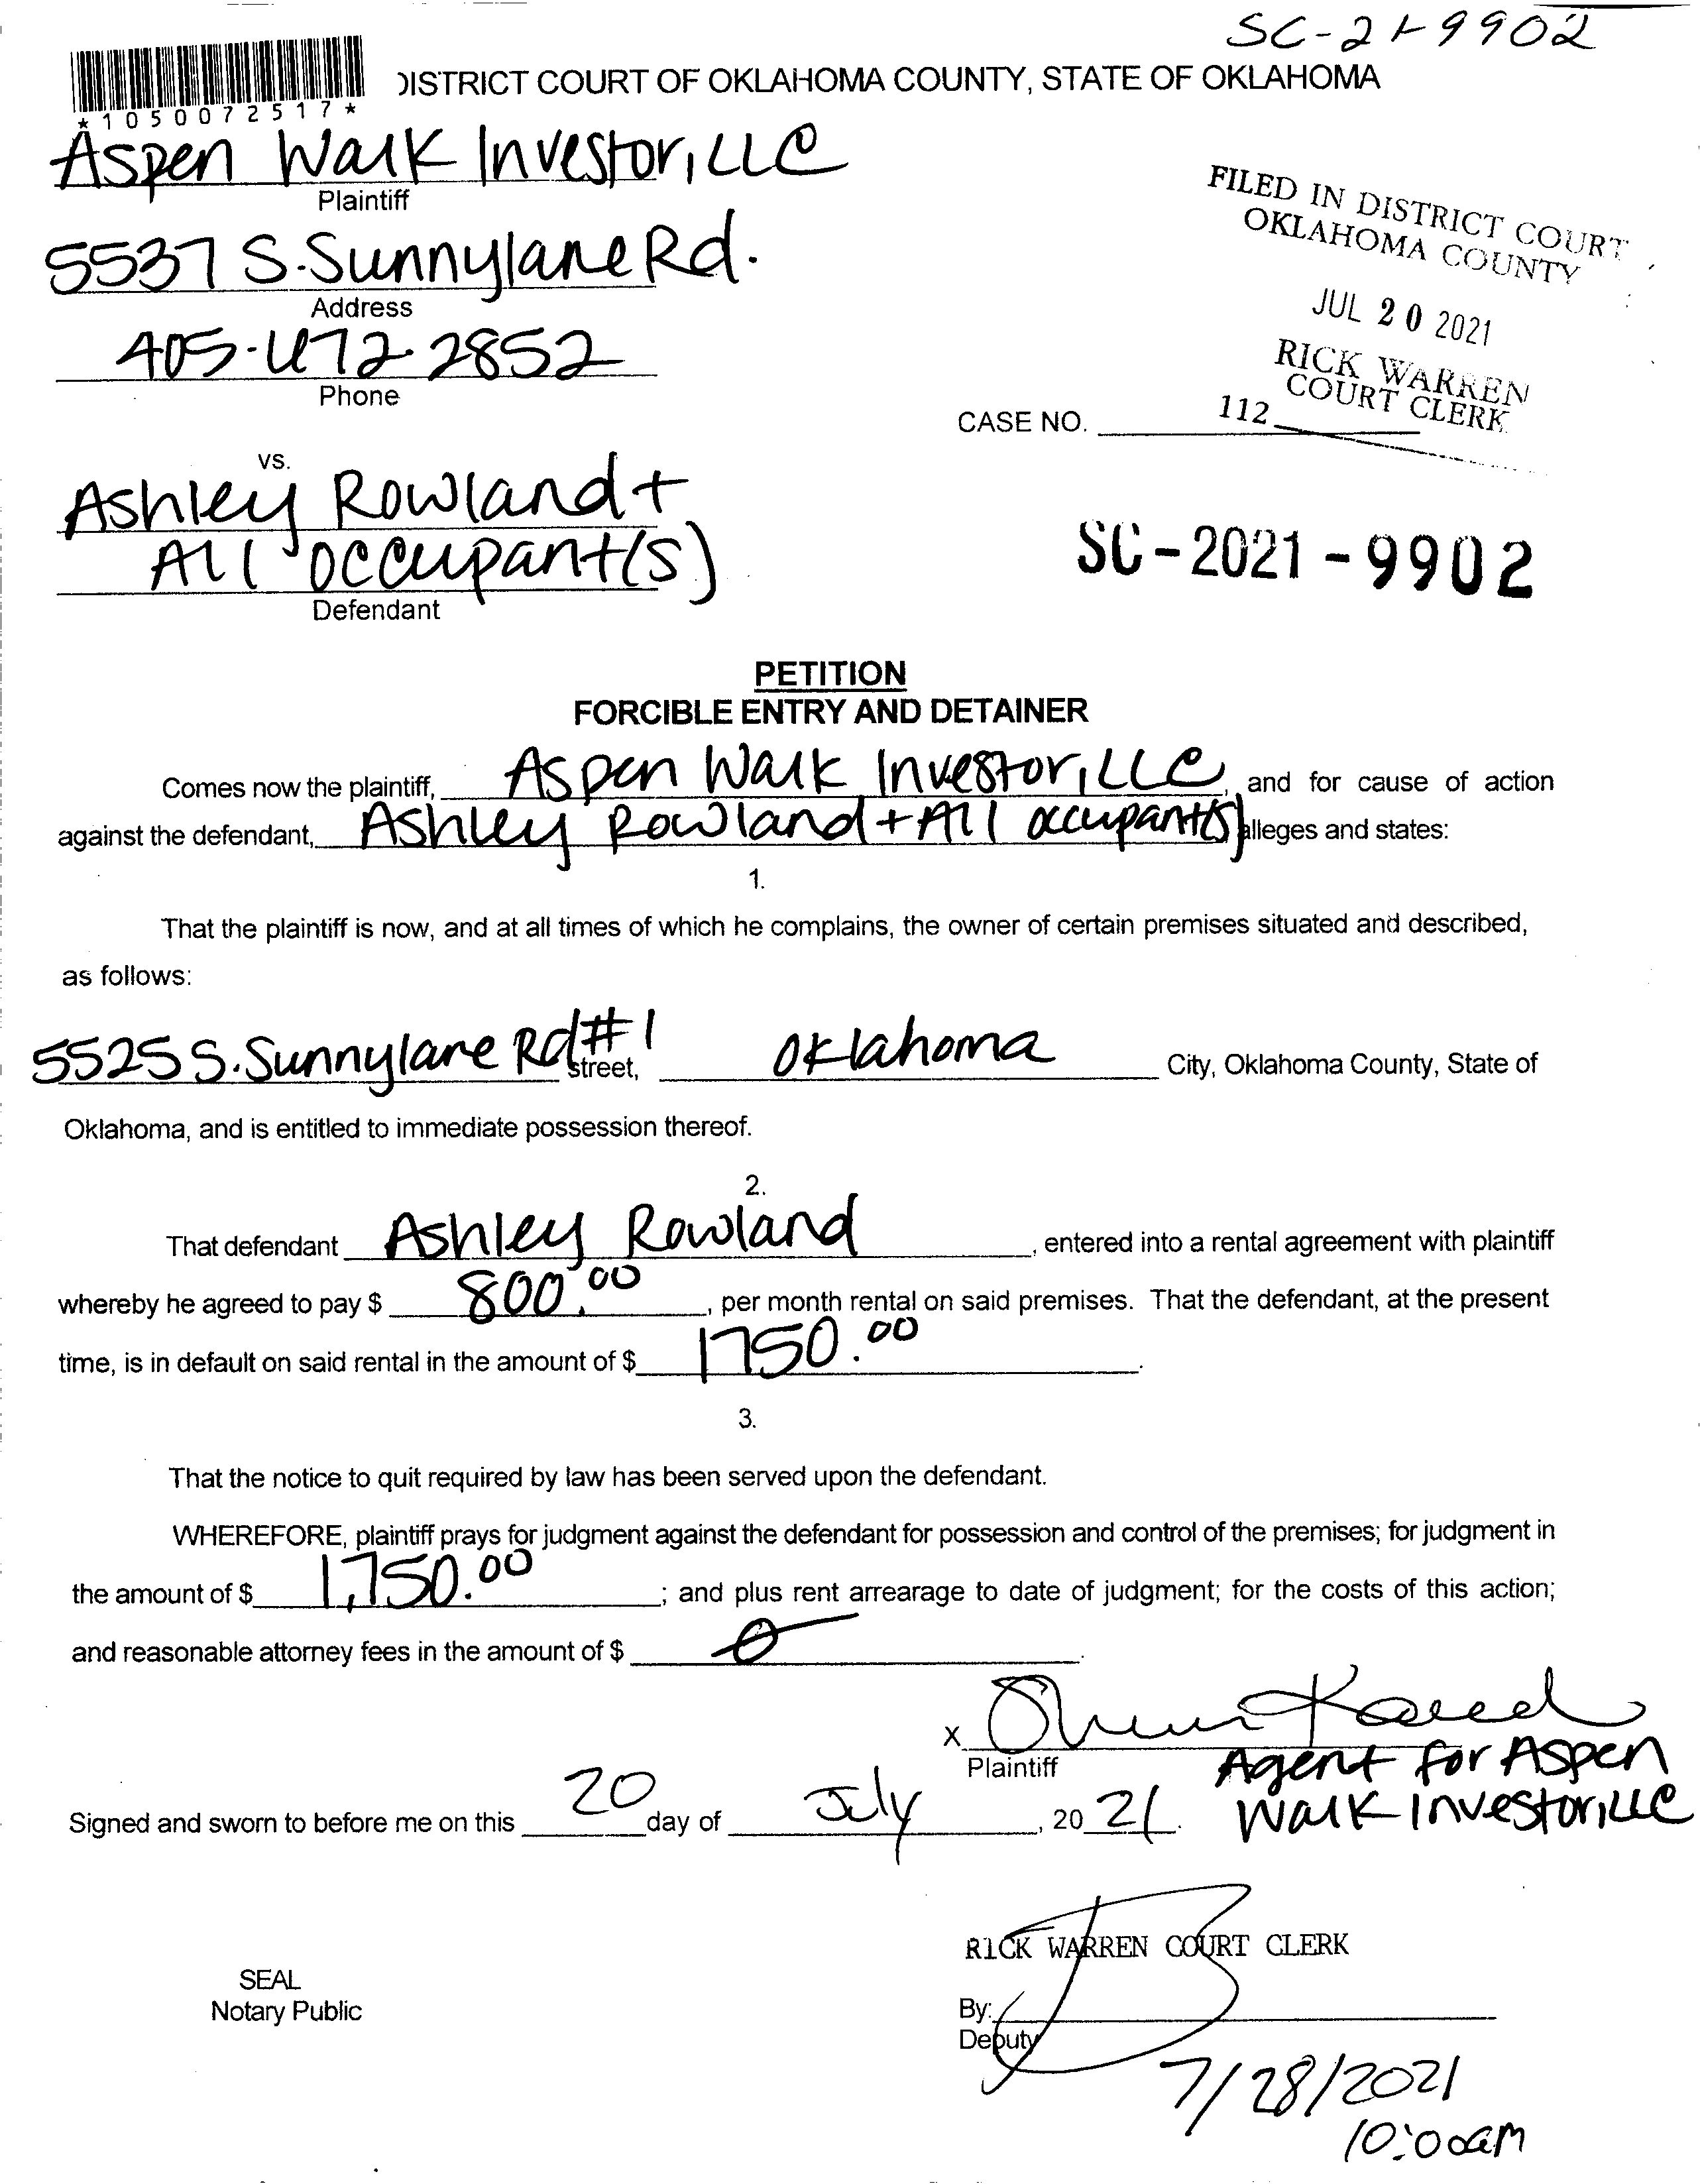 SC-21-9902
DISTRICT COURT OF OKLAHOMA COUNTY, STATE OF OKLAHOMA
*1050072517*
Aspen Walk Investor, LLC
Plaintiff
5537 S. Sunnylane Rd.
Address
405-672-2852
Phone
FILED IN DISTRICT COURT
OKLAHOMA COUNTY
JUL 20 2021
RICK WARREN
COURT CLERK
CASE NO. 112
vs.
Ashley Rowland +
All occupant(s)
Defendant
SC-2021-9902
PETITION
FORCIBLE ENTRY AND DETAINER
Comes now the plaintiff, Aspen Walk Investor, LLC, and for cause of action
against the defendant, Ashley Rowland + All occupant(s) alleges and states:
1.
That the plaintiff is now, and at all times of which he complains, the owner of certain premises situated and described,
as follows:
5525 S. Sunnylane Rd #1 street, Oklahoma City, Oklahoma County, State of
Oklahoma, and is entitled to immediate possession thereof.
2.
That defendant Ashley Rowland, entered into a rental agreement with plaintiff
whereby he agreed to pay $ 800.00, per month rental on said premises. That the defendant, at the present
time, is in default on said rental in the amount of $ 1750.00.
3.
That the notice to quit required by law has been served upon the defendant.
WHEREFORE, plaintiff prays for judgment against the defendant for possession and control of the premises; for judgment in
the amount of $ 1,750.00; and plus rent arrearage to date of judgment; for the costs of this action;
and reasonable attorney fees in the amount of $ 0.
X
Plaintiff
Agent for Aspen
Walk Investor, LLC
Signed and sworn to before me on this 20 day of July, 2021.
RICK WARREN COURT CLERK
SEAL
Notary Public
By:
Deputy
7/28/2021
10:00am